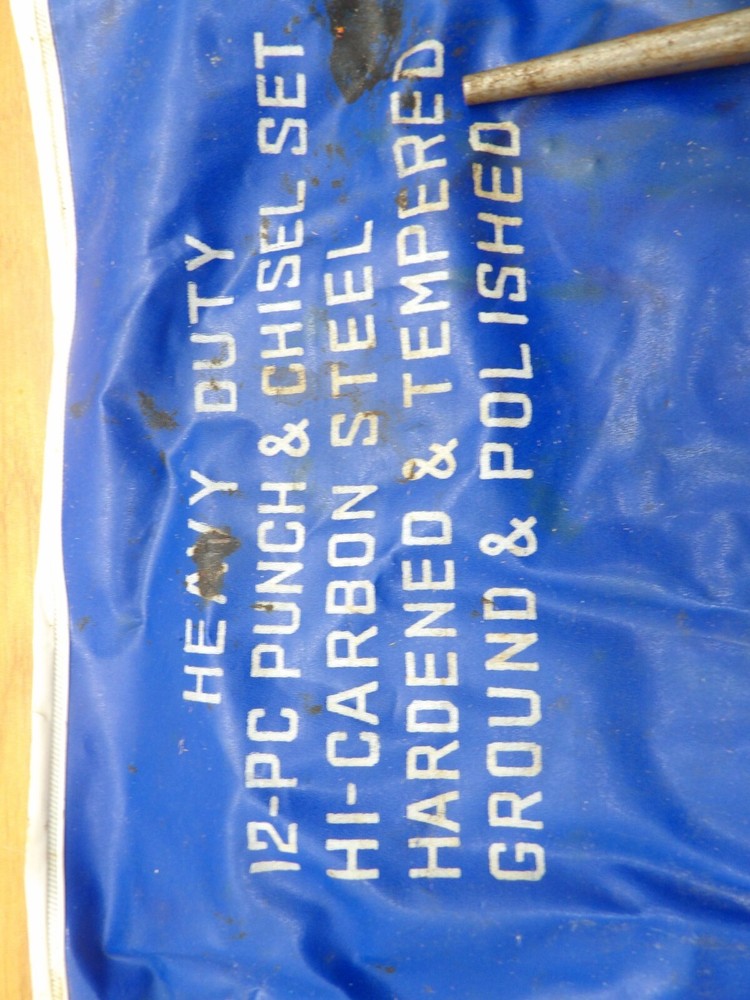 HEAVY DUTY
12-PC PUNCH & CHISEL SET
HI-CARBON STEEL
HARDENED & TEMPERED
GROUND & POLISHED